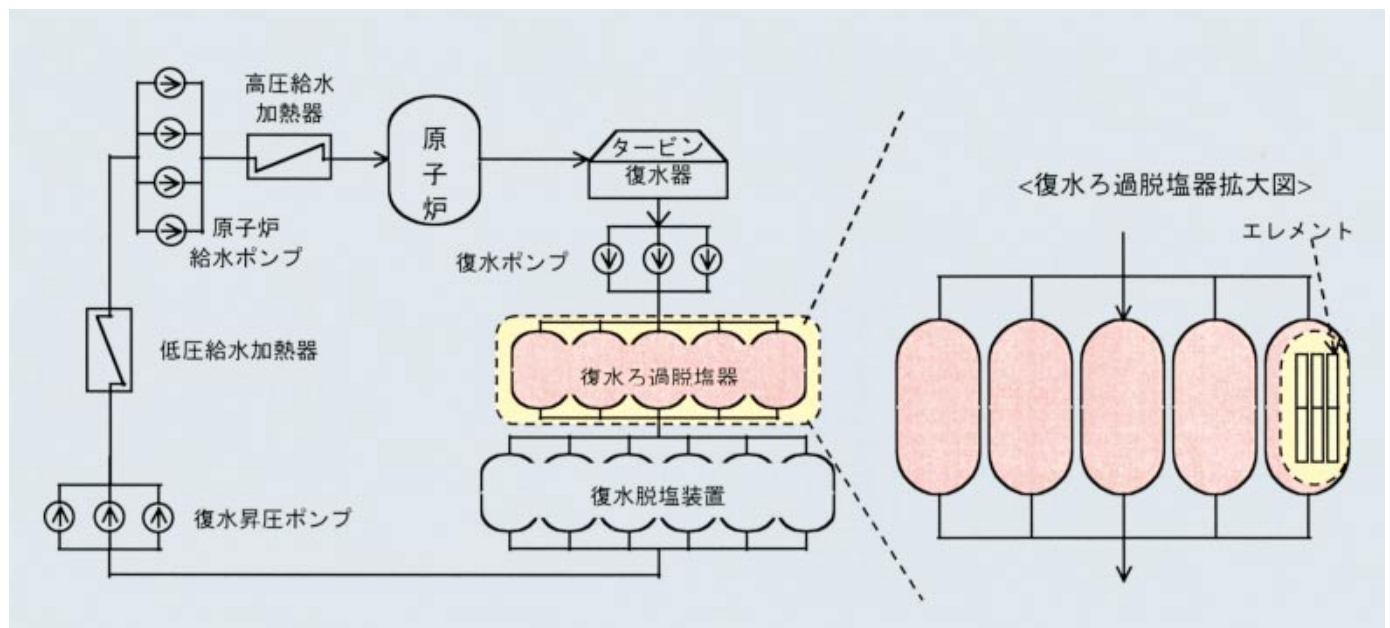 高圧給水
加熱器
原
子
炉
タービン
復水器
原子炉
給水ポンプ
復水ポンプ
低圧給水加熱器
復水ろ過脱塩器
復水脱塩装置
復水昇圧ポンプ
<復水ろ過脱塩器拡大図>
エレメント